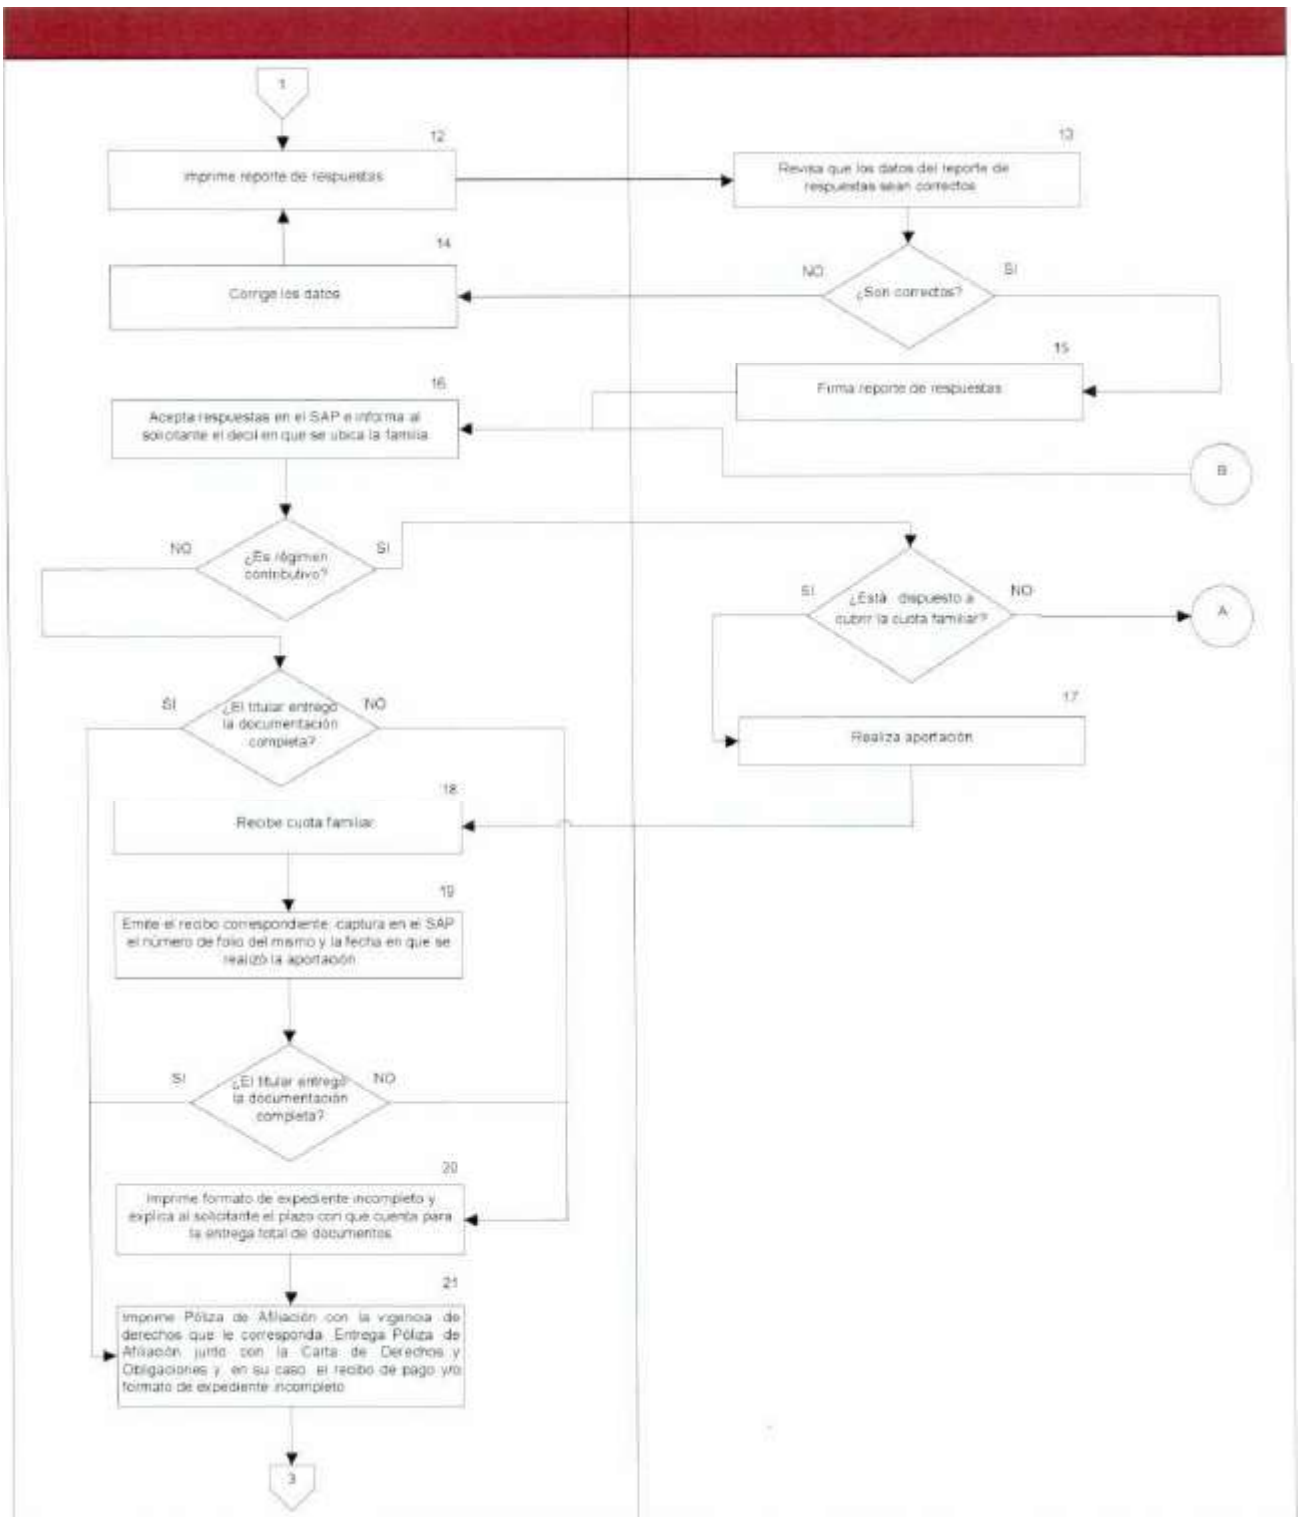 1
12
Imprime reporte de respuestas
13
Revisa que los datos del reporte de
respuestas sean correctos
14
Corrige los datos
NO
SI
¿Son correctos?
15
Firma reporte de respuestas
16
Acepta respuestas en el SAP e informa al
solicitante el decil en que se ubica la familia
B
NO
SI
¿Es régimen
contributivo?
SI
NO
¿Está dispuesto a
cubrir la cuota familiar?
A
SI
NO
¿El titular entregó
la documentación
completa?
17
Realiza aportación
18
Recibe cuota familiar
19
Emite el recibo correspondiente, captura en el SAP
el número de folio del mismo y la fecha en que se
realizó la aportación
SI
NO
¿El titular entregó
la documentación
completa?
20
Imprime formato de expediente incompleto y
explica al solicitante el plazo con que cuenta para
la entrega total de documentos
21
Imprime Póliza de Afiliación con la vigencia de
derechos que le corresponda. Entrega Póliza de
Afiliación junto con la Carta de Derechos y
Obligaciones y en su caso el recibo de pago y/o
formato de expediente incompleto
3